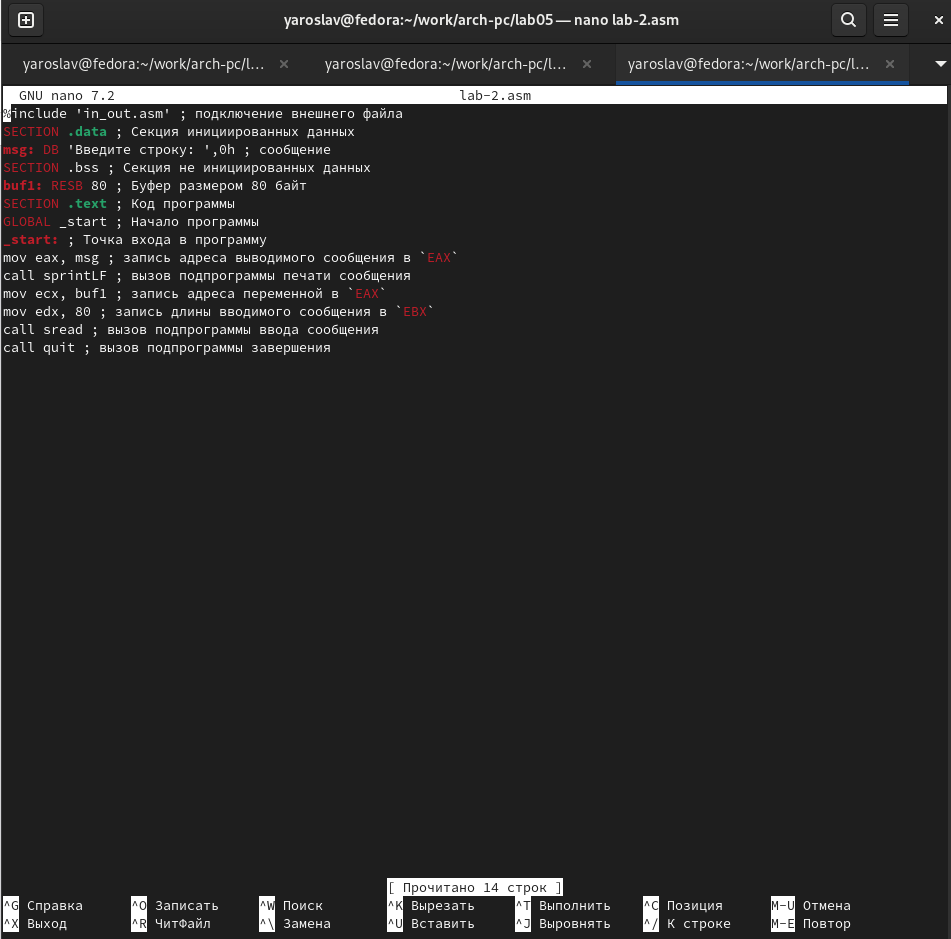 yaroslav@fedora:~/work/arch-pc/lab05 — nano lab-2.asm
yaroslav@fedora:~/work/arch-pc/l... yaroslav@fedora:~/work/arch-pc/l... yaroslav@fedora:~/work/arch-pc/l...
GNU nano 7.2 lab-2.asm
%include 'in_out.asm' ; подключение внешнего файла
SECTION .data ; Секция инициированных данных
msg: DB 'Введите строку: ',0h ; сообщение
SECTION .bss ; Секция не инициированных данных
buf1: RESB 80 ; Буфер размером 80 байт
SECTION .text ; Код программы
GLOBAL _start ; Начало программы
_start: ; Точка входа в программу
mov eax, msg ; запись адреса выводимого сообщения в `EAX`
call sprintLF ; вызов подпрограммы печати сообщения
mov ecx, buf1 ; запись адреса переменной в `EAX`
mov edx, 80 ; запись длины вводимого сообщения в `EBX`
call sread ; вызов подпрограммы ввода сообщения
call quit ; вызов подпрограммы завершения
[ Прочитано 14 строк ]
^G Справка ^O Записать ^W Поиск ^K Вырезать ^T Выполнить ^C Позиция M-U Отмена
^X Выход ^R ЧитФайл ^\ Замена ^U Вставить ^J Выровнять ^/ К строке M-E Повтор